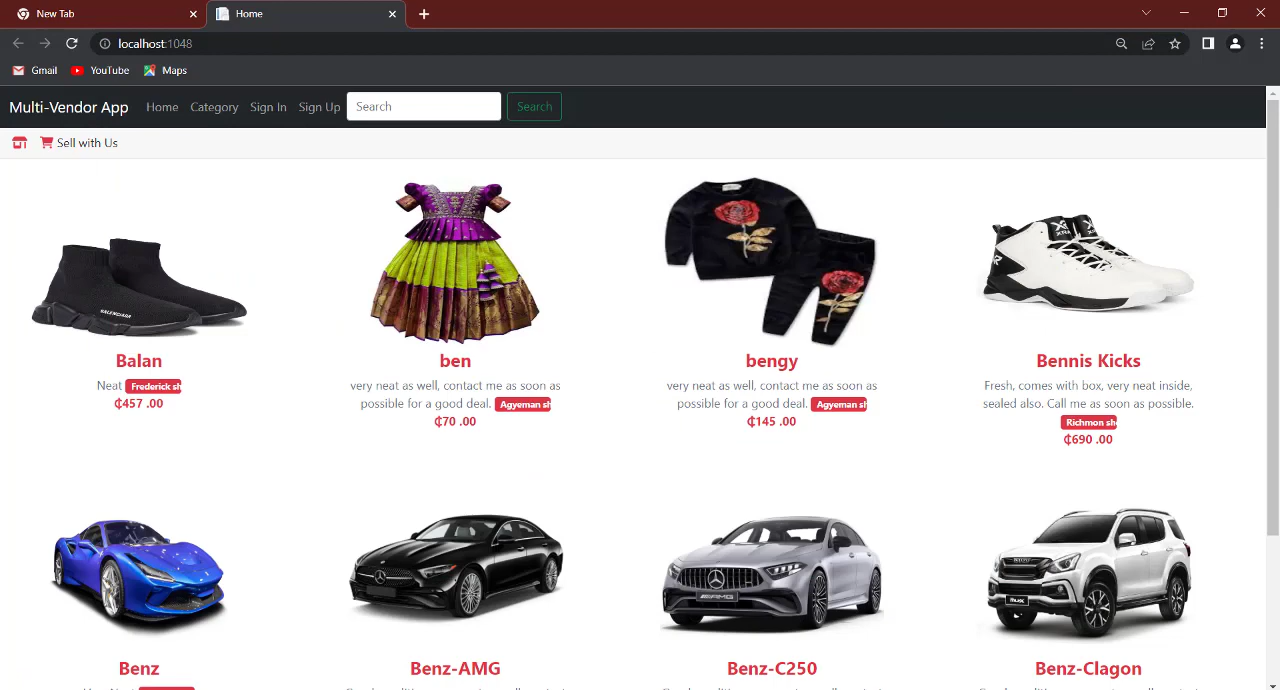 New Tab
Home
localhost:1048
Gmail YouTube Maps
Multi-Vendor App Home Category Sign In Sign Up Search Search
Sell with Us
BALENCIAGA
Balan
Neat Frederick sh
₵457 .00
ben
very neat as well, contact me as soon as
possible for a good deal. Agyeman sh
₵70 .00
bengy
very neat as well, contact me as soon as
possible for a good deal. Agyeman sh
₵145 .00
Bennis Kicks
Fresh, comes with box, very neat inside,
sealed also. Call me as soon as possible.
Richmon sh
₵690 .00
AMG
Benz
Benz-AMG
Benz-C250
Benz-Clagon